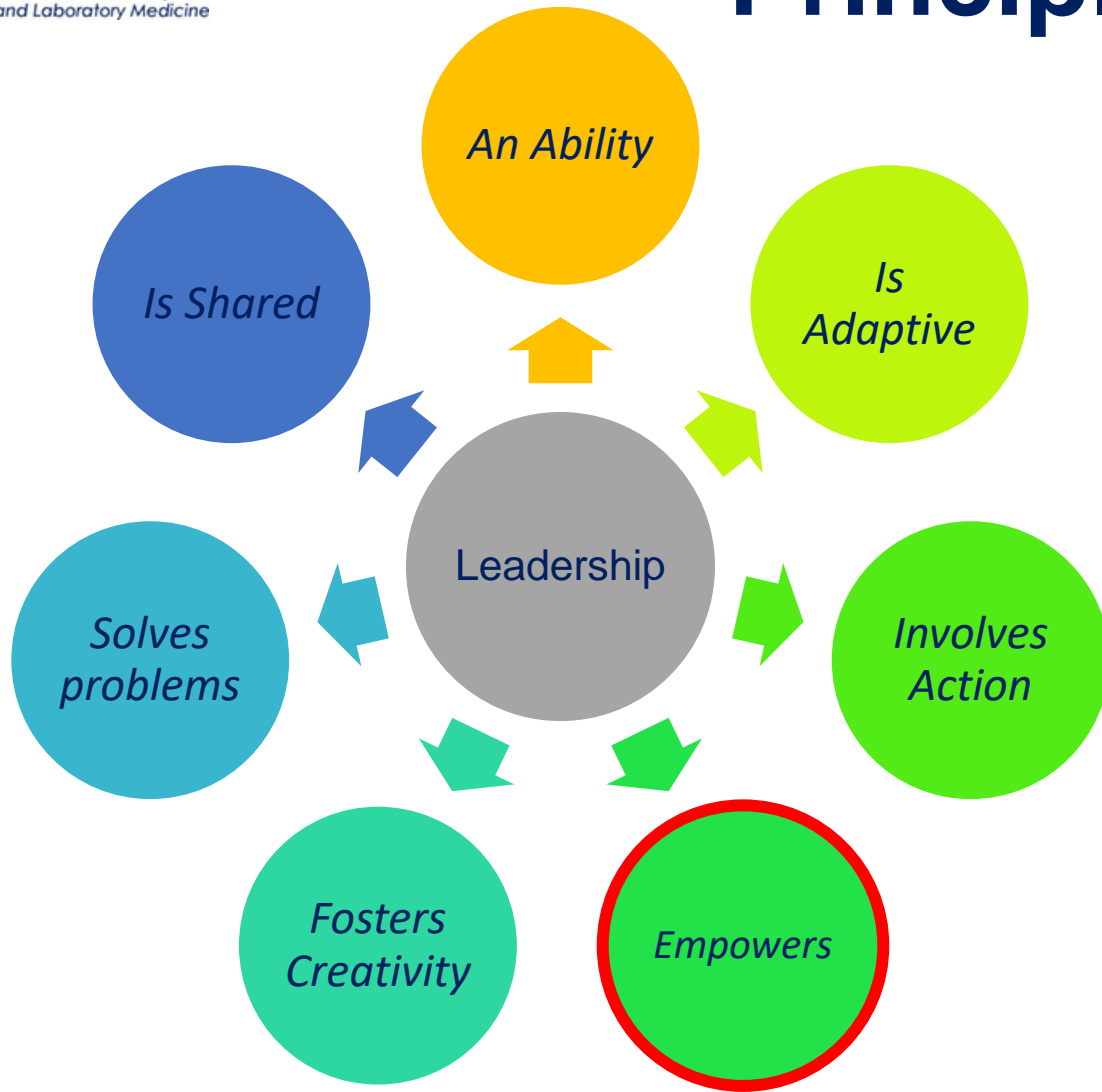 and Laboratory Medicine
An Ability
Is Shared
Is
Adaptive
Leadership
Solves
problems
Involves
Action
Fosters
Creativity
Empowers